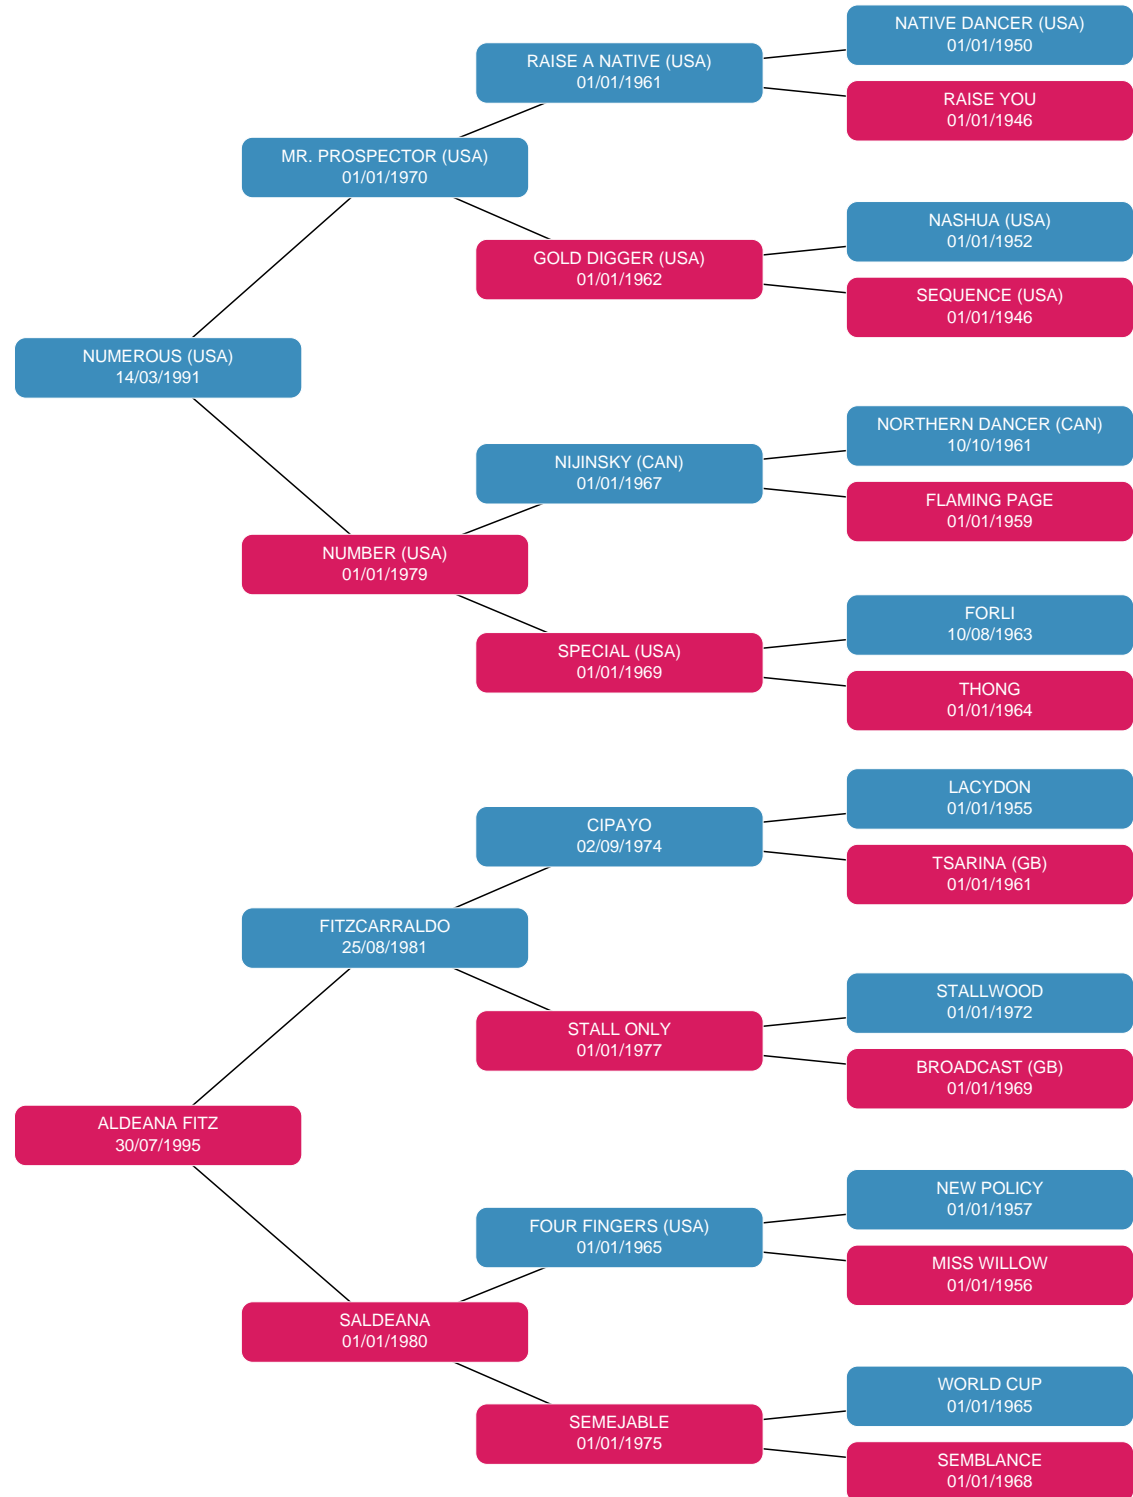 NATIVE DANCER (USA)
01/01/1950
RAISE A NATIVE (USA)
01/01/1961
RAISE YOU
01/01/1946
MR. PROSPECTOR (USA)
01/01/1970
NASHUA (USA)
01/01/1952
GOLD DIGGER (USA)
01/01/1962
SEQUENCE (USA)
01/01/1946
NUMEROUS (USA)
14/03/1991
NORTHERN DANCER (CAN)
10/10/1961
NIJINSKY (CAN)
01/01/1967
FLAMING PAGE
01/01/1959
NUMBER (USA)
01/01/1979
FORLI
10/08/1963
SPECIAL (USA)
01/01/1969
THONG
01/01/1964
LACYDON
01/01/1955
CIPAYO
02/09/1974
TSARINA (GB)
01/01/1961
FITZCARRALDO
25/08/1981
STALLWOOD
01/01/1972
STALL ONLY
01/01/1977
BROADCAST (GB)
01/01/1969
ALDEANA FITZ
30/07/1995
NEW POLICY
01/01/1957
FOUR FINGERS (USA)
01/01/1965
MISS WILLOW
01/01/1956
SALDEANA
01/01/1980
WORLD CUP
01/01/1965
SEMEJABLE
01/01/1975
SEMBLANCE
01/01/1968